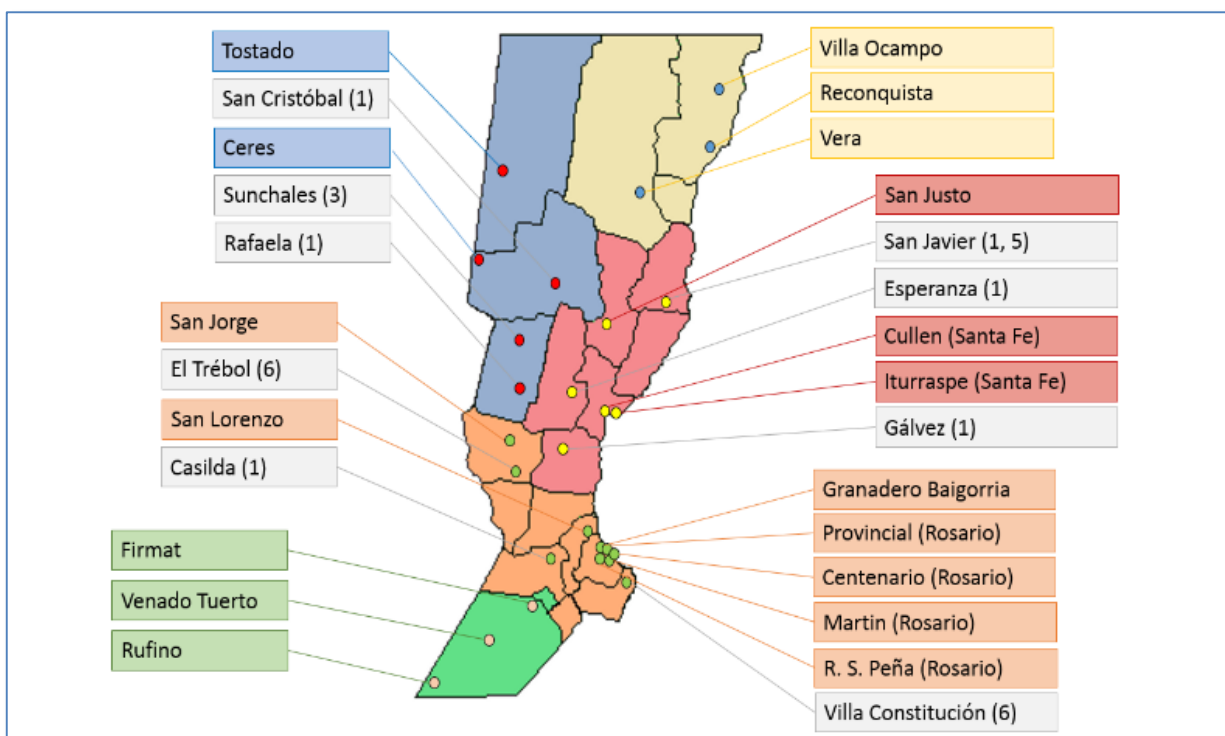 Tostado
San Cristóbal (1)
Ceres
Sunchales (3)
Rafaela (1)
San Jorge
El Trébol (6)
San Lorenzo
Casilda (1)
Firmat
Venado Tuerto
Rufino
Villa Ocampo
Reconquista
Vera
San Justo
San Javier (1, 5)
Esperanza (1)
Cullen (Santa Fe)
Iturraspe (Santa Fe)
Gálvez (1)
Granadero Baigorria
Provincial (Rosario)
Centenario (Rosario)
Martin (Rosario)
R. S. Peña (Rosario)
Villa Constitución (6)